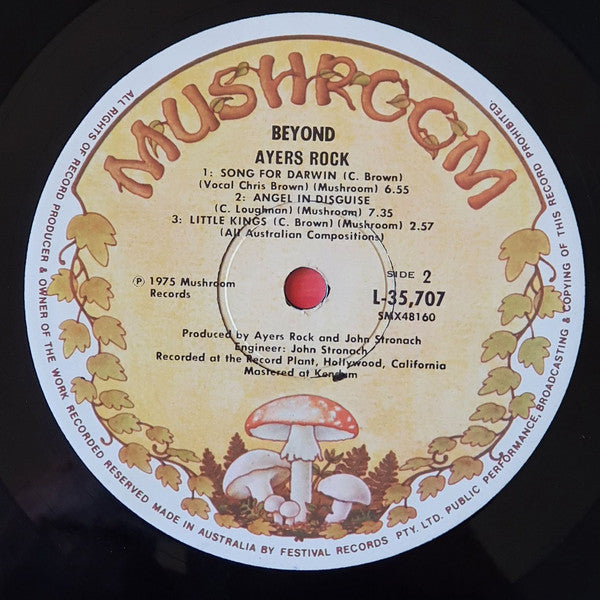 MUSHROOM
BEYOND
AYERS ROCK
1: SONG FOR DARWIN (C. Brown)
(Vocal Chris Brown) (Mushroom) 6.55
2: ANGEL IN DISGUISE
(C. Loughnan) (Mushroom) 7.35
3: LITTLE KINGS (C. Brown) (Mushroom) 2.57
(All Australian Compositions)
℗ 1975 Mushroom
Records
SIDE 2
L-35,707
SMX48160
Produced by Ayers Rock and John Stronach
Engineer: John Stronach
Recorded at the Record Plant, Hollywood, California
Mastered at Kendum
ALL RIGHTS OF RECORD PRODUCER & OWNER OF THE WORK RECORDED RESERVED MADE IN AUSTRALIA BY FESTIVAL RECORDS PTY. LTD. PUBLIC PERFORMANCE, BROADCASTING & COPYING OF THIS RECORD PROHIBITED.